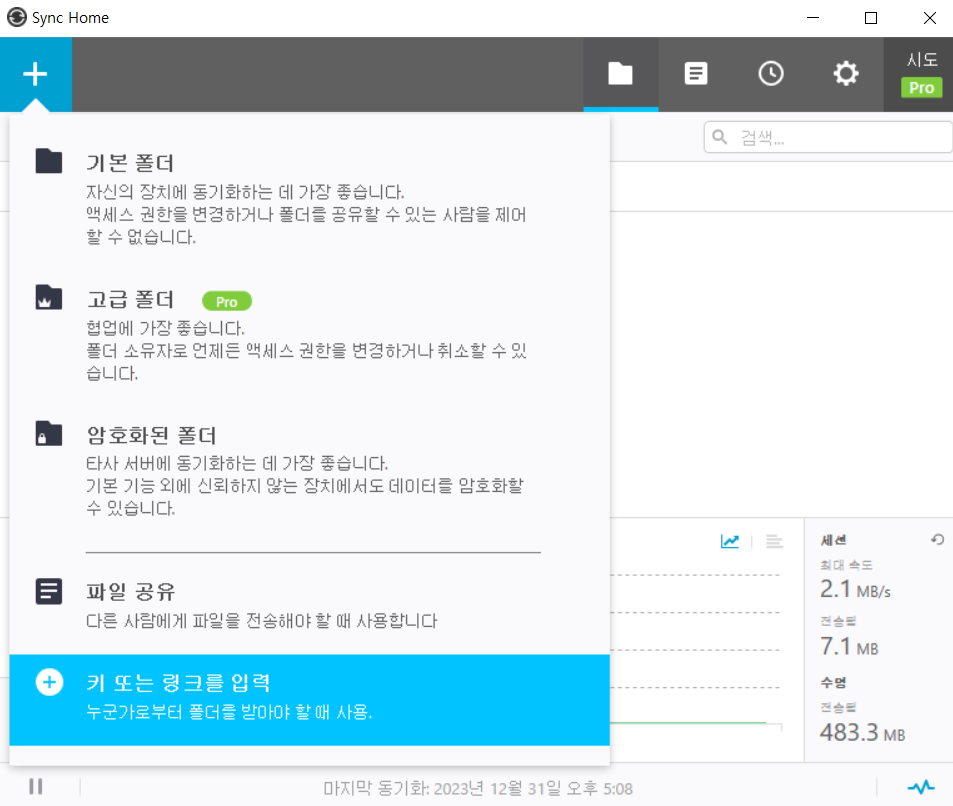 Sync Home
시도
Pro
검색...
기본 폴더
자신의 장치에 동기화하는 데 가장 좋습니다.
액세스 권한을 변경하거나 폴더를 공유할 수 있는 사람을 제어
할 수 없습니다.
고급 폴더 Pro
협업에 가장 좋습니다.
폴더 소유자로 언제든 액세스 권한을 변경하거나 취소할 수 있
습니다.
암호화된 폴더
타사 서버에 동기화하는 데 가장 좋습니다.
기본 기능 외에 신뢰하지 않는 장치에서도 데이터를 암호화할
수 있습니다.
파일 공유
다른 사람에게 파일을 전송해야 할 때 사용합니다
키 또는 링크를 입력
누군가로부터 폴더를 받아야 할 때 사용.
세션
최대 속도
2.1 MB/s
전송됨
7.1 MB
수명
전송됨
483.3 MB
마지막 동기화: 2023년 12월 31일 오후 5:08